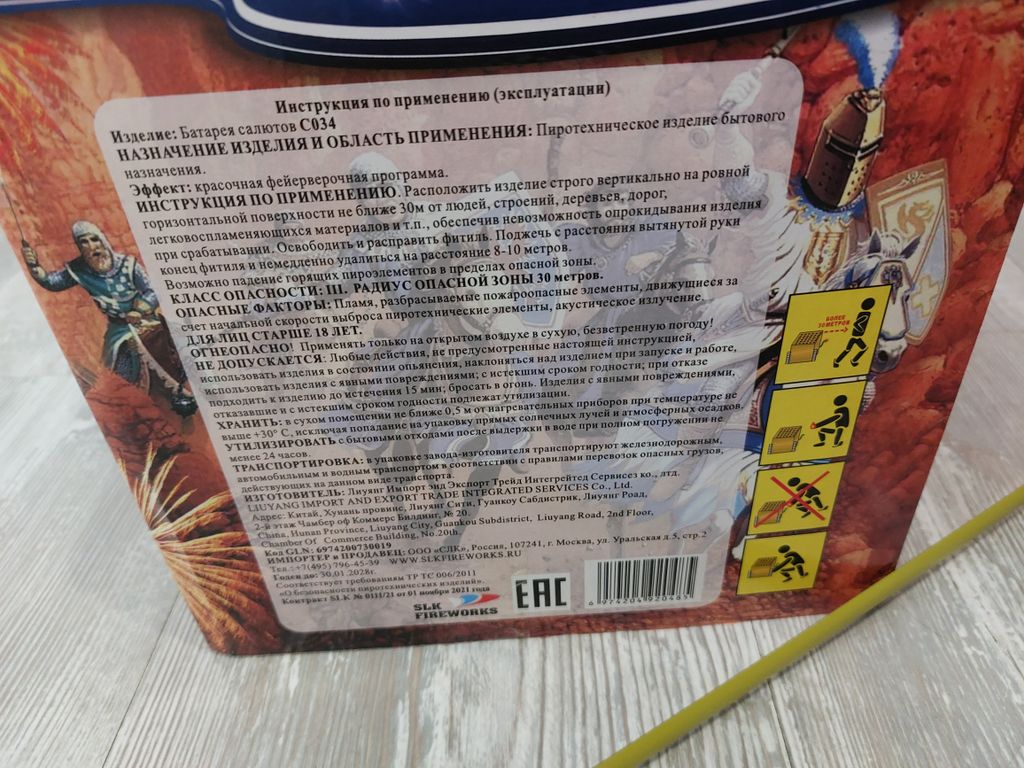 Инструкция по применению (эксплуатации)
Изделие: Батарея салютов С034
НАЗНАЧЕНИЕ ИЗДЕЛИЯ И ОБЛАСТЬ ПРИМЕНЕНИЯ: Пиротехническое изделие бытового
назначения.
Эффект: красочная фейерверочная программа.
ИНСТРУКЦИЯ ПО ПРИМЕНЕНИЮ. Расположить изделие строго вертикально на ровной
горизонтальной поверхности не ближе 30м от людей, строений, деревьев, дорог,
легковоспламеняющихся материалов и т.п., обеспечив невозможность опрокидывания изделия
при срабатывании. Освободить и расправить фитиль. Поджечь с расстояния вытянутой руки
конец фитиля и немедленно удалиться на расстояние 8-10 метров.
Возможно падение горящих пироэлементов в пределах опасной зоны.
КЛАСС ОПАСНОСТИ: III. РАДИУС ОПАСНОЙ ЗОНЫ 30 метров.
ОПАСНЫЕ ФАКТОРЫ: Пламя, разбрасываемые пожароопасные элементы, движущиеся за
счет начальной скорости выброса пиротехнические элементы, акустическое излучение.
ДЛЯ ЛИЦ СТАРШЕ 18 ЛЕТ.
ОГНЕОПАСНО! Применять только на открытом воздухе в сухую, безветренную погоду!
НЕ ДОПУСКАЕТСЯ: Любые действия, не предусмотренные настоящей инструкцией,
использовать изделия в состоянии опьянения, наклоняться над изделием при запуске и работе,
использовать изделия с явными повреждениями; с истекшим сроком годности; при отказе
подходить к изделию до истечения 15 мин; бросать в огонь. Изделия с явными повреждениями,
отказавшие и с истекшим сроком годности подлежат утилизации.
ХРАНИТЬ: в сухом помещении не ближе 0,5 м от нагревательных приборов при температуре не
выше +30° С, исключая попадание на упаковку прямых солнечных лучей и атмосферных осадков.
УТИЛИЗИРОВАТЬ с бытовыми отходами после выдержки в воде при полном погружении не
менее 24 часов.
ТРАНСПОРТИРОВКА: в упаковке завода-изготовителя транспортируют железнодорожным,
автомобильным и водным транспортом в соответствии с правилами перевозок опасных грузов,
действующих на данном виде транспорта.
ИЗГОТОВИТЕЛЬ: Лиуянг Импорт энд Экспорт Трейд Интегрейтед Сервисез ко., лтд.
LIUYANG IMPORT AND EXPORT TRADE INTEGRATED SERVICES Co., Ltd.
Адрес: Китай, Хунань провинс, Лиуянг Сити, Гуанкоу Сабдистрик, Лиуянг Роад,
2-й этаж Чамбер оф Коммерс Билдинг, № 20.
China, Hunan Province, Liuyang City, Guankou Subdistrict, Liuyang Road, 2nd Floor,
Chamber Of Commerce Building, No.20th.
Код GLN: 6974200730019
ИМПОРТЕР и ПРОДАВЕЦ: ООО «СЛК», Россия, 107241, г. Москва, ул. Уральская д.5, стр.2
Тел.:+7(495)796-45-39 WWW.SLKFIREWORKS.RU
Годен до: 30.01.2028г.
Соответствует требованиям ТР ТС 006/2011
«О безопасности пиротехнических изделий».
Контракт SLK № 0111/21 от 01 ноября 2021 года
SLK
FIREWORKS
EAC
6 974204 920485
БОЛЕЕ
30 МЕТРОВ